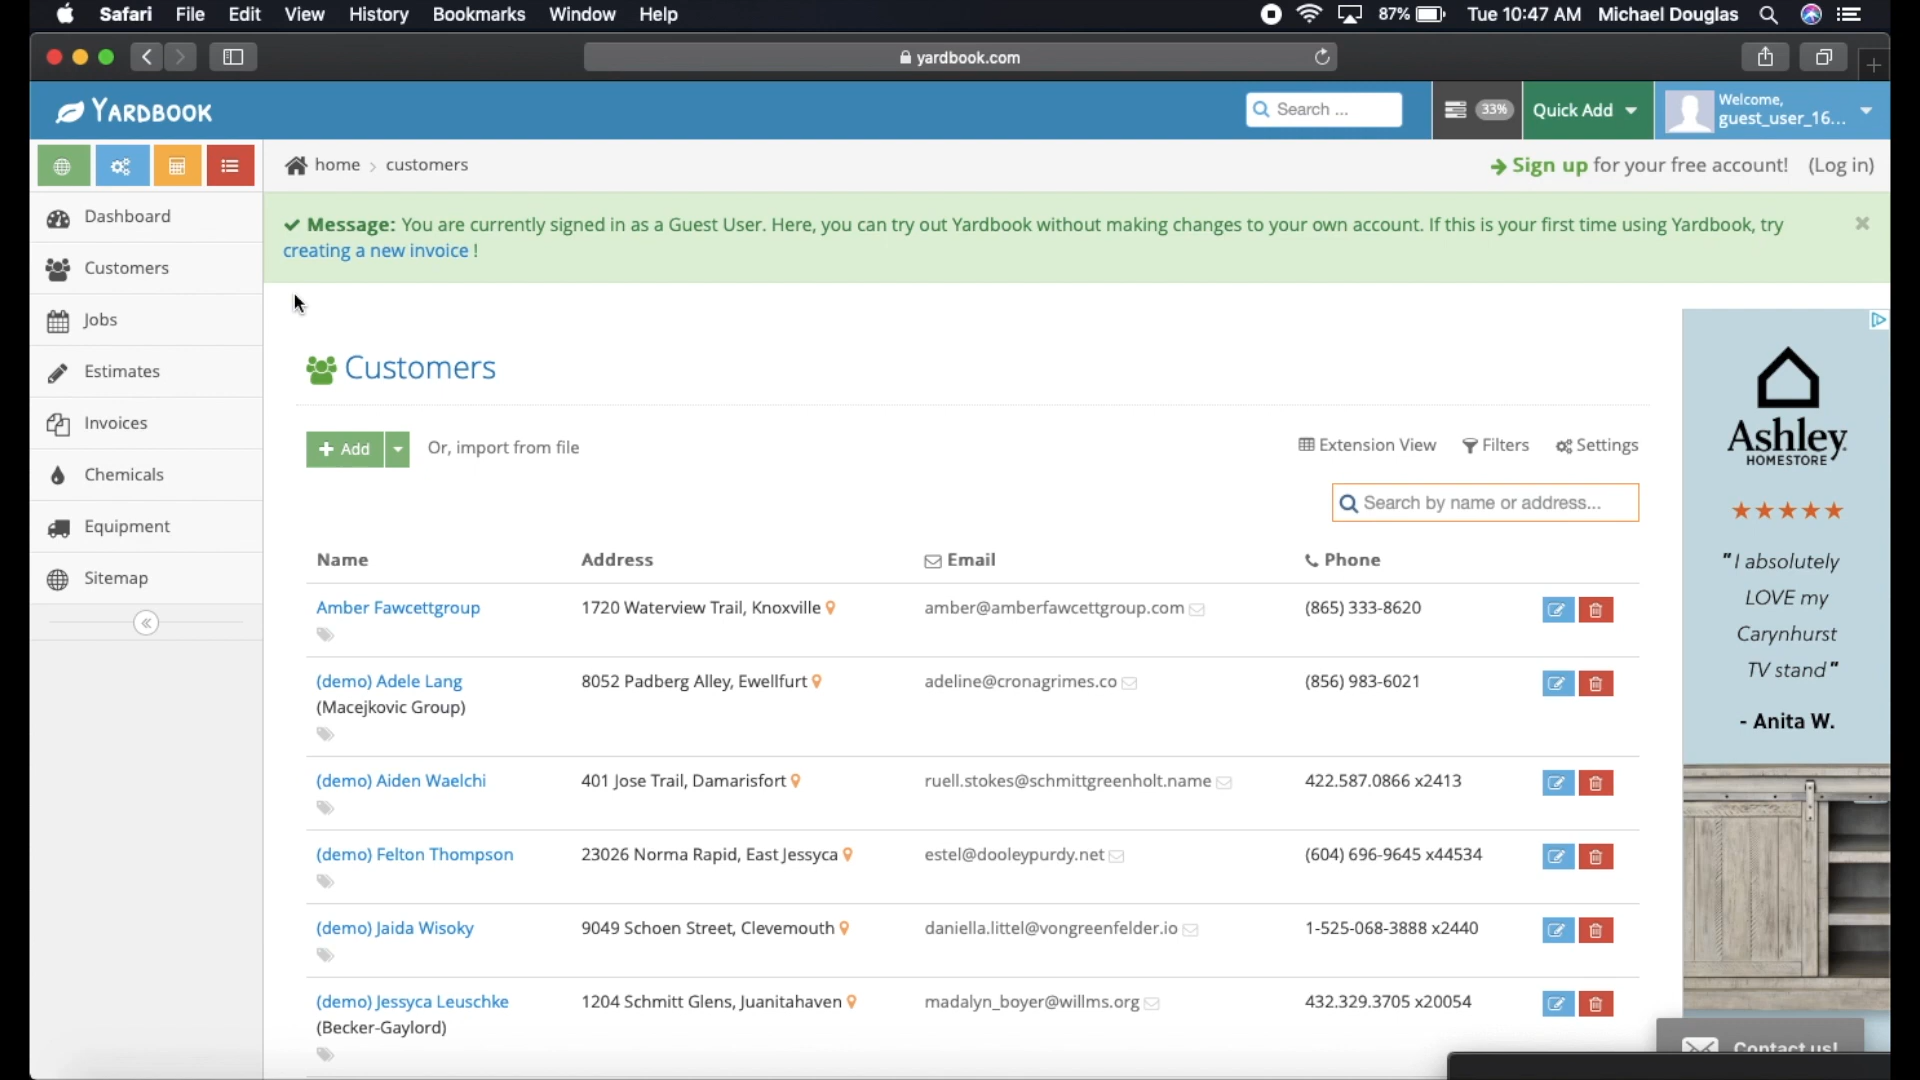 Safari File Edit View History Bookmarks Window Help 87% Tue 10:47 AM Michael Douglas
yardbook.com
YARDBOOK Search ... 33% Quick Add Welcome, guest_user_16...
home > customers Sign up for your free account! (Log in)
Dashboard
Customers
Jobs
Estimates
Invoices
Chemicals
Equipment
Sitemap
Message: You are currently signed in as a Guest User. Here, you can try out Yardbook without making changes to your own account. If this is your first time using Yardbook, try
creating a new invoice !
Customers
+ Add Or, import from file Extension View Filters Settings
Search by name or address...
Name Address Email Phone
Amber Fawcettgroup 1720 Waterview Trail, Knoxville amber@amberfawcettgroup.com (865) 333-8620
(demo) Adele Lang 8052 Padberg Alley, Ewellfurt adeline@cronagrimes.co (856) 983-6021
(Macejkovic Group)
(demo) Aiden Waelchi 401 Jose Trail, Damarisfort ruell.stokes@schmittgreenholt.name 422.587.0866 x2413
(demo) Felton Thompson 23026 Norma Rapid, East Jessyca estel@dooleypurdy.net (604) 696-9645 x44534
(demo) Jaida Wisoky 9049 Schoen Street, Clevemouth daniella.littel@vongreenfelder.io 1-525-068-3888 x2440
(demo) Jessyca Leuschke 1204 Schmitt Glens, Juanitahaven madalyn_boyer@willms.org 432.329.3705 x20054
(Becker-Gaylord)
Ashley
HOMESTORE
"I absolutely
LOVE my
Carynhurst
TV stand"
- Anita W.
Contact us!